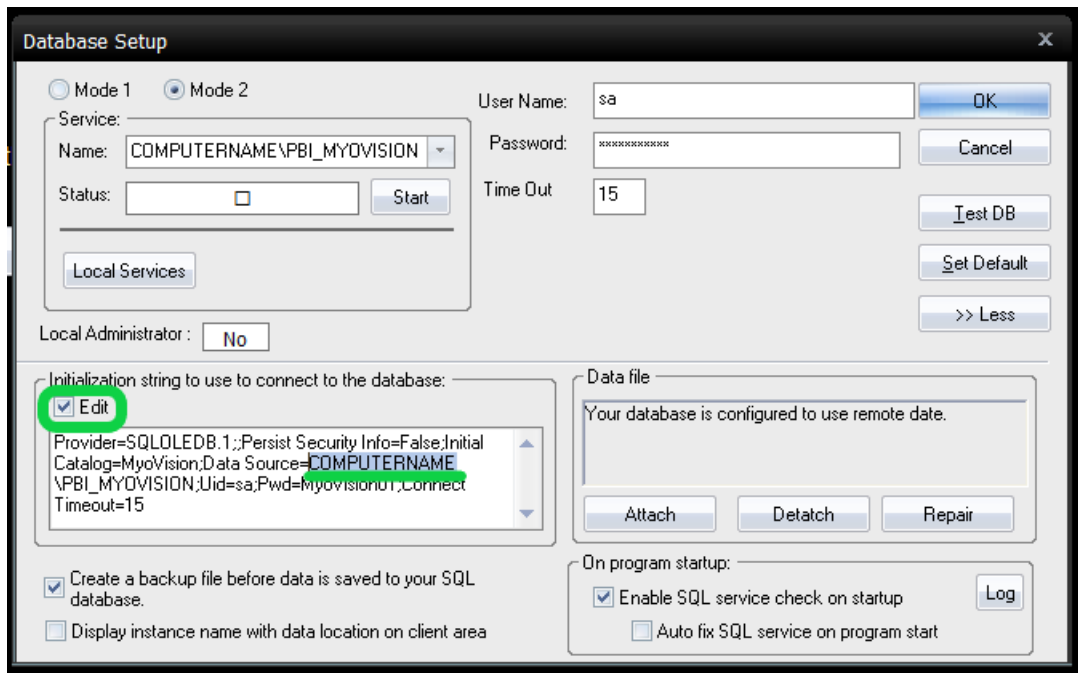 Database Setup
x
Mode 1
Mode 2
Service:
Name:
COMPUTERNAME\PBI_MYOVISION
Status:
Start
Local Services
Local Administrator :
No
User Name:
sa
Password:
xxxxxxxxxxx
Time Out
15
OK
Cancel
Test DB
Set Default
>> Less
Initialization string to use to connect to the database:
Edit
Provider=SQLOLEDB.1;;Persist Security Info=False;Initial
Catalog=MyoVision;Data Source=COMPUTERNAME
\PBI_MYOVISION;Uid=sa;Pwd=MyoVision01;Connect
Timeout=15
Data file
Your database is configured to use remote date.
Attach
Detatch
Repair
Create a backup file before data is saved to your SQL
database.
Display instance name with data location on client area
On program startup:
Enable SQL service check on startup
Log
Auto fix SQL service on program start